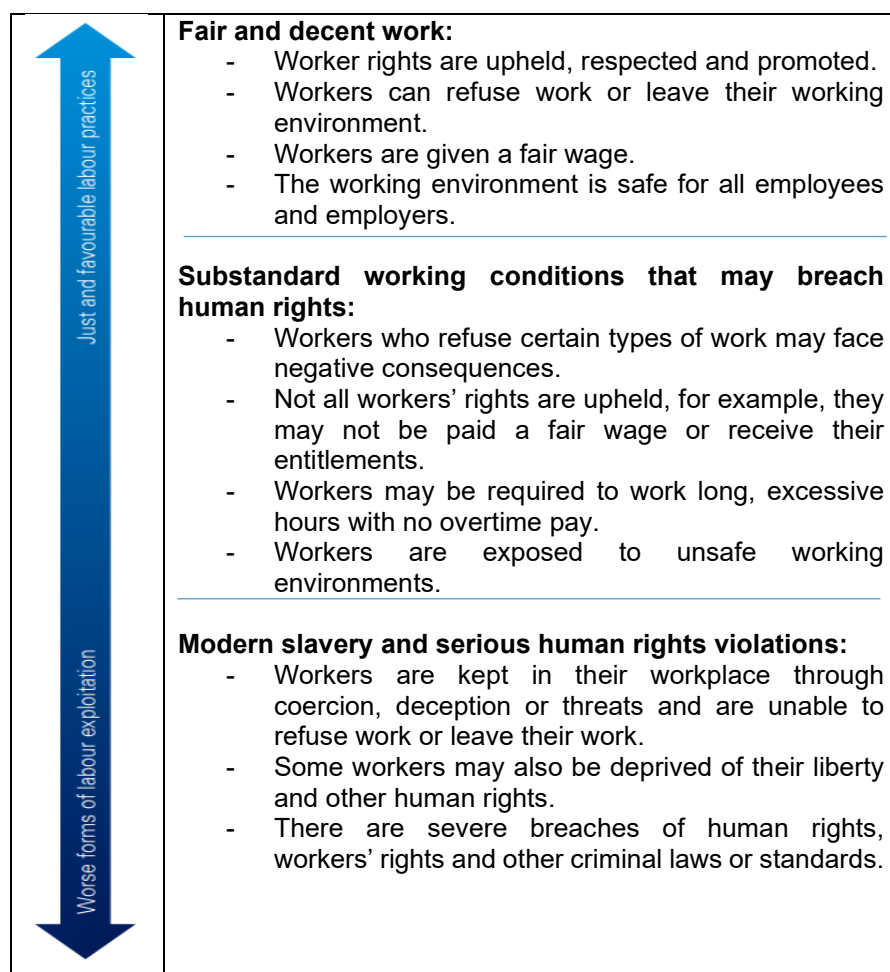 Just and favourable labour practices
Worse forms of labour exploitation
Fair and decent work:
- Worker rights are upheld, respected and promoted.
- Workers can refuse work or leave their working
environment.
- Workers are given a fair wage.
- The working environment is safe for all employees
and employers.
Substandard working conditions that may breach
human rights:
- Workers who refuse certain types of work may face
negative consequences.
- Not all workers’ rights are upheld, for example, they
may not be paid a fair wage or receive their
entitlements.
- Workers may be required to work long, excessive
hours with no overtime pay.
- Workers are exposed to unsafe working
environments.
Modern slavery and serious human rights violations:
- Workers are kept in their workplace through
coercion, deception or threats and are unable to
refuse work or leave their work.
- Some workers may also be deprived of their liberty
and other human rights.
- There are severe breaches of human rights,
workers’ rights and other criminal laws or standards.